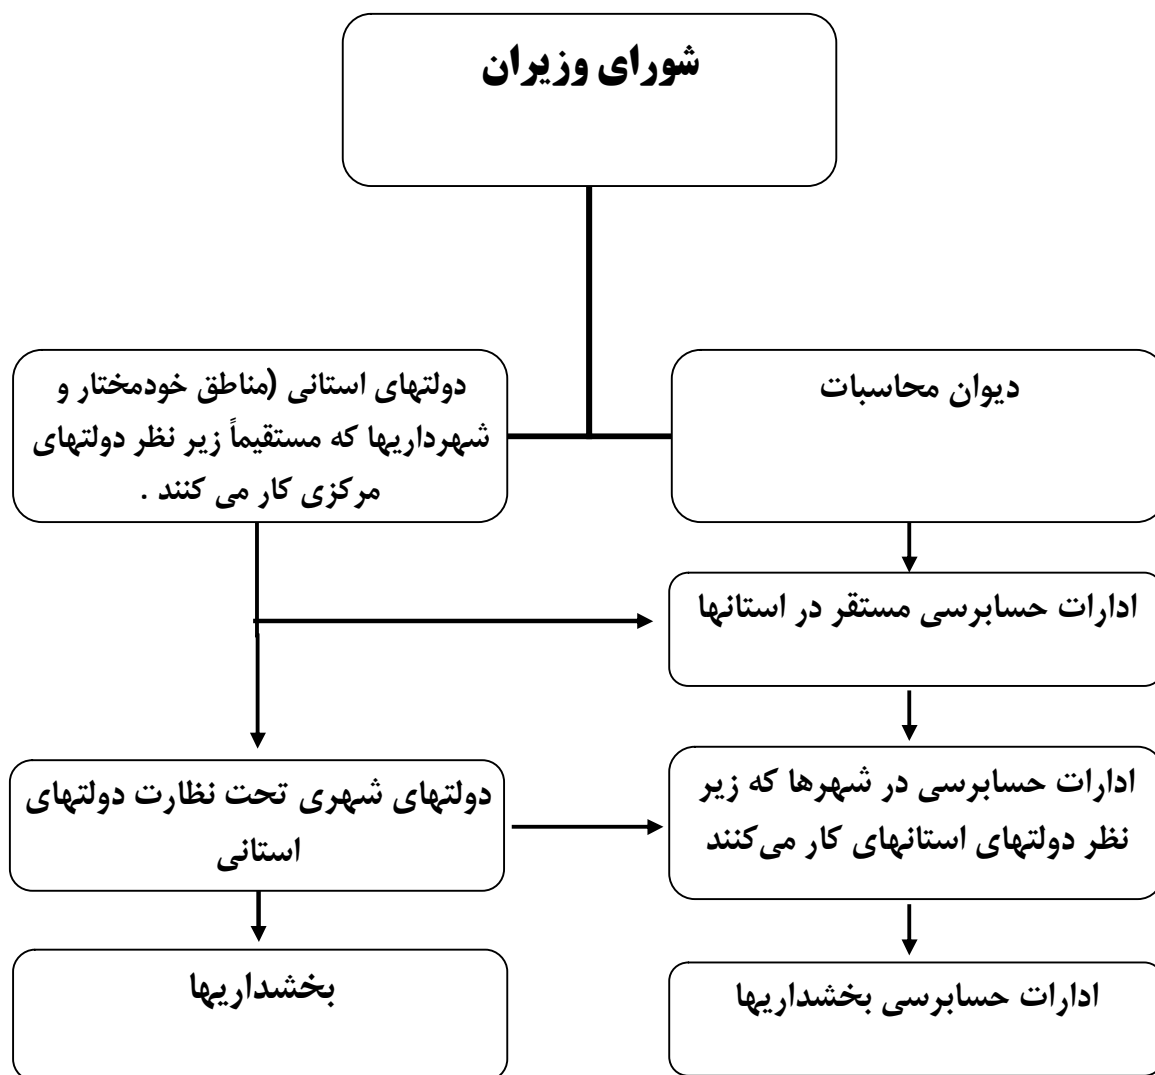 شورای وزیران
دیوان محاسبات
دولتهای استانی (مناطق خودمختار و
شهرداریها که مستقیماً زیر نظر دولتهای
مرکزی کار می کنند .
ادارات حسابرسی مستقر در استانها
ادارات حسابرسی در شهرها که زیر
نظر دولتهای استانهای کار می‌کنند
دولتهای شهری تحت نظارت دولتهای
استانی
ادارات حسابرسی بخشداریها
بخشداریها